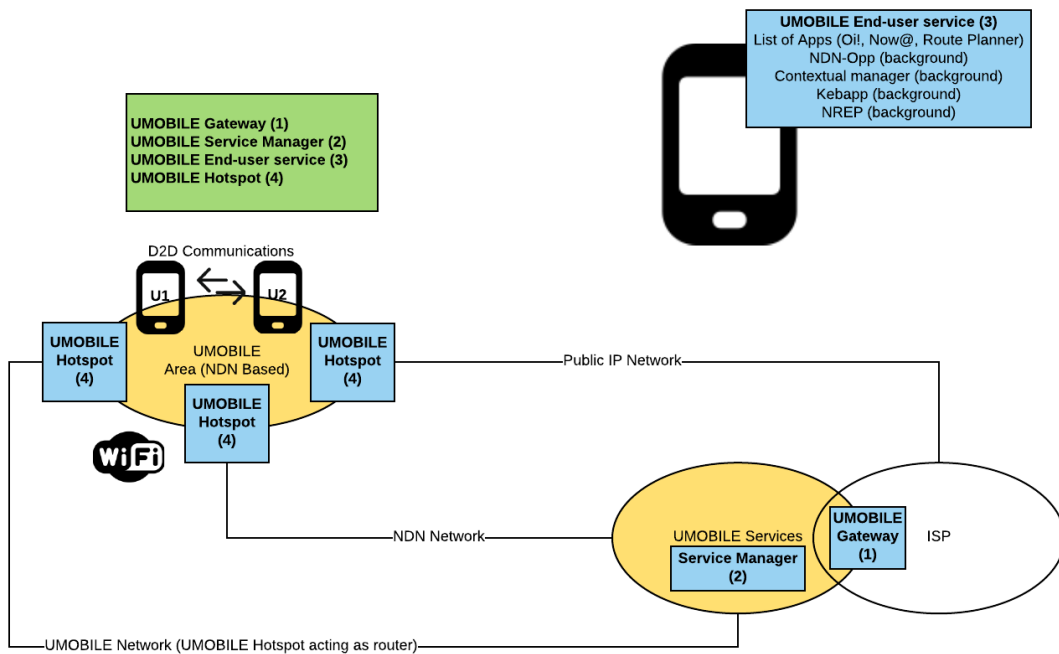 UMOBILE End-user service (3)
List of Apps (Oi!, Now@, Route Planner)
NDN-Opp (background)
Contextual manager (background)
Kebapp (background)
NREP (background)
UMOBILE Gateway (1)
UMOBILE Service Manager (2)
UMOBILE End-user service (3)
UMOBILE Hotspot (4)
D2D Communications
U1
U2
UMOBILE
Hotspot
(4)
UMOBILE
Area (NDN Based)
UMOBILE
Hotspot
(4)
UMOBILE
Hotspot
(4)
Public IP Network
WiFi
NDN Network
UMOBILE Services
Service Manager
(2)
UMOBILE
Gateway
(1)
ISP
UMOBILE Network (UMOBILE Hotspot acting as router)